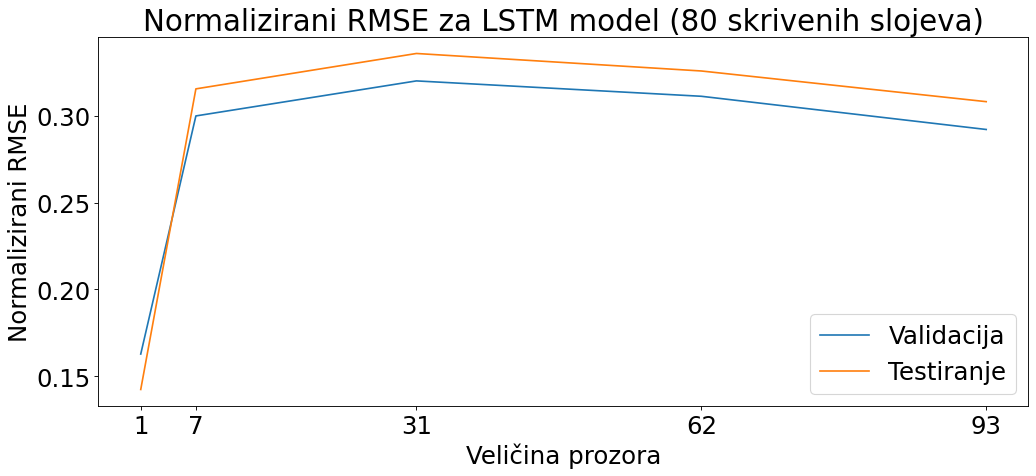 Normalizirani RMSE za LSTM model (80 skrivenih slojeva)
Normalizirani RMSE
0.30
0.25
0.20
0.15
Validacija
Testiranje
1 7 31 62 93
Veličina prozora